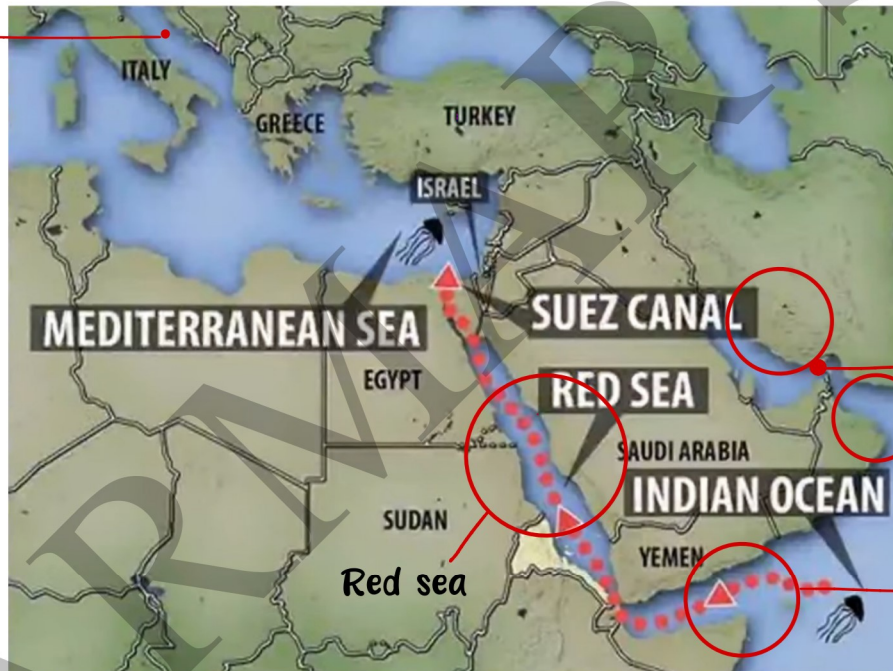 ITALY
GREECE
TURKEY
ISRAEL
MEDITERRANEAN SEA
SUEZ CANAL
EGYPT
RED SEA
SAUDI ARABIA
INDIAN OCEAN
SUDAN
YEMEN
Red sea